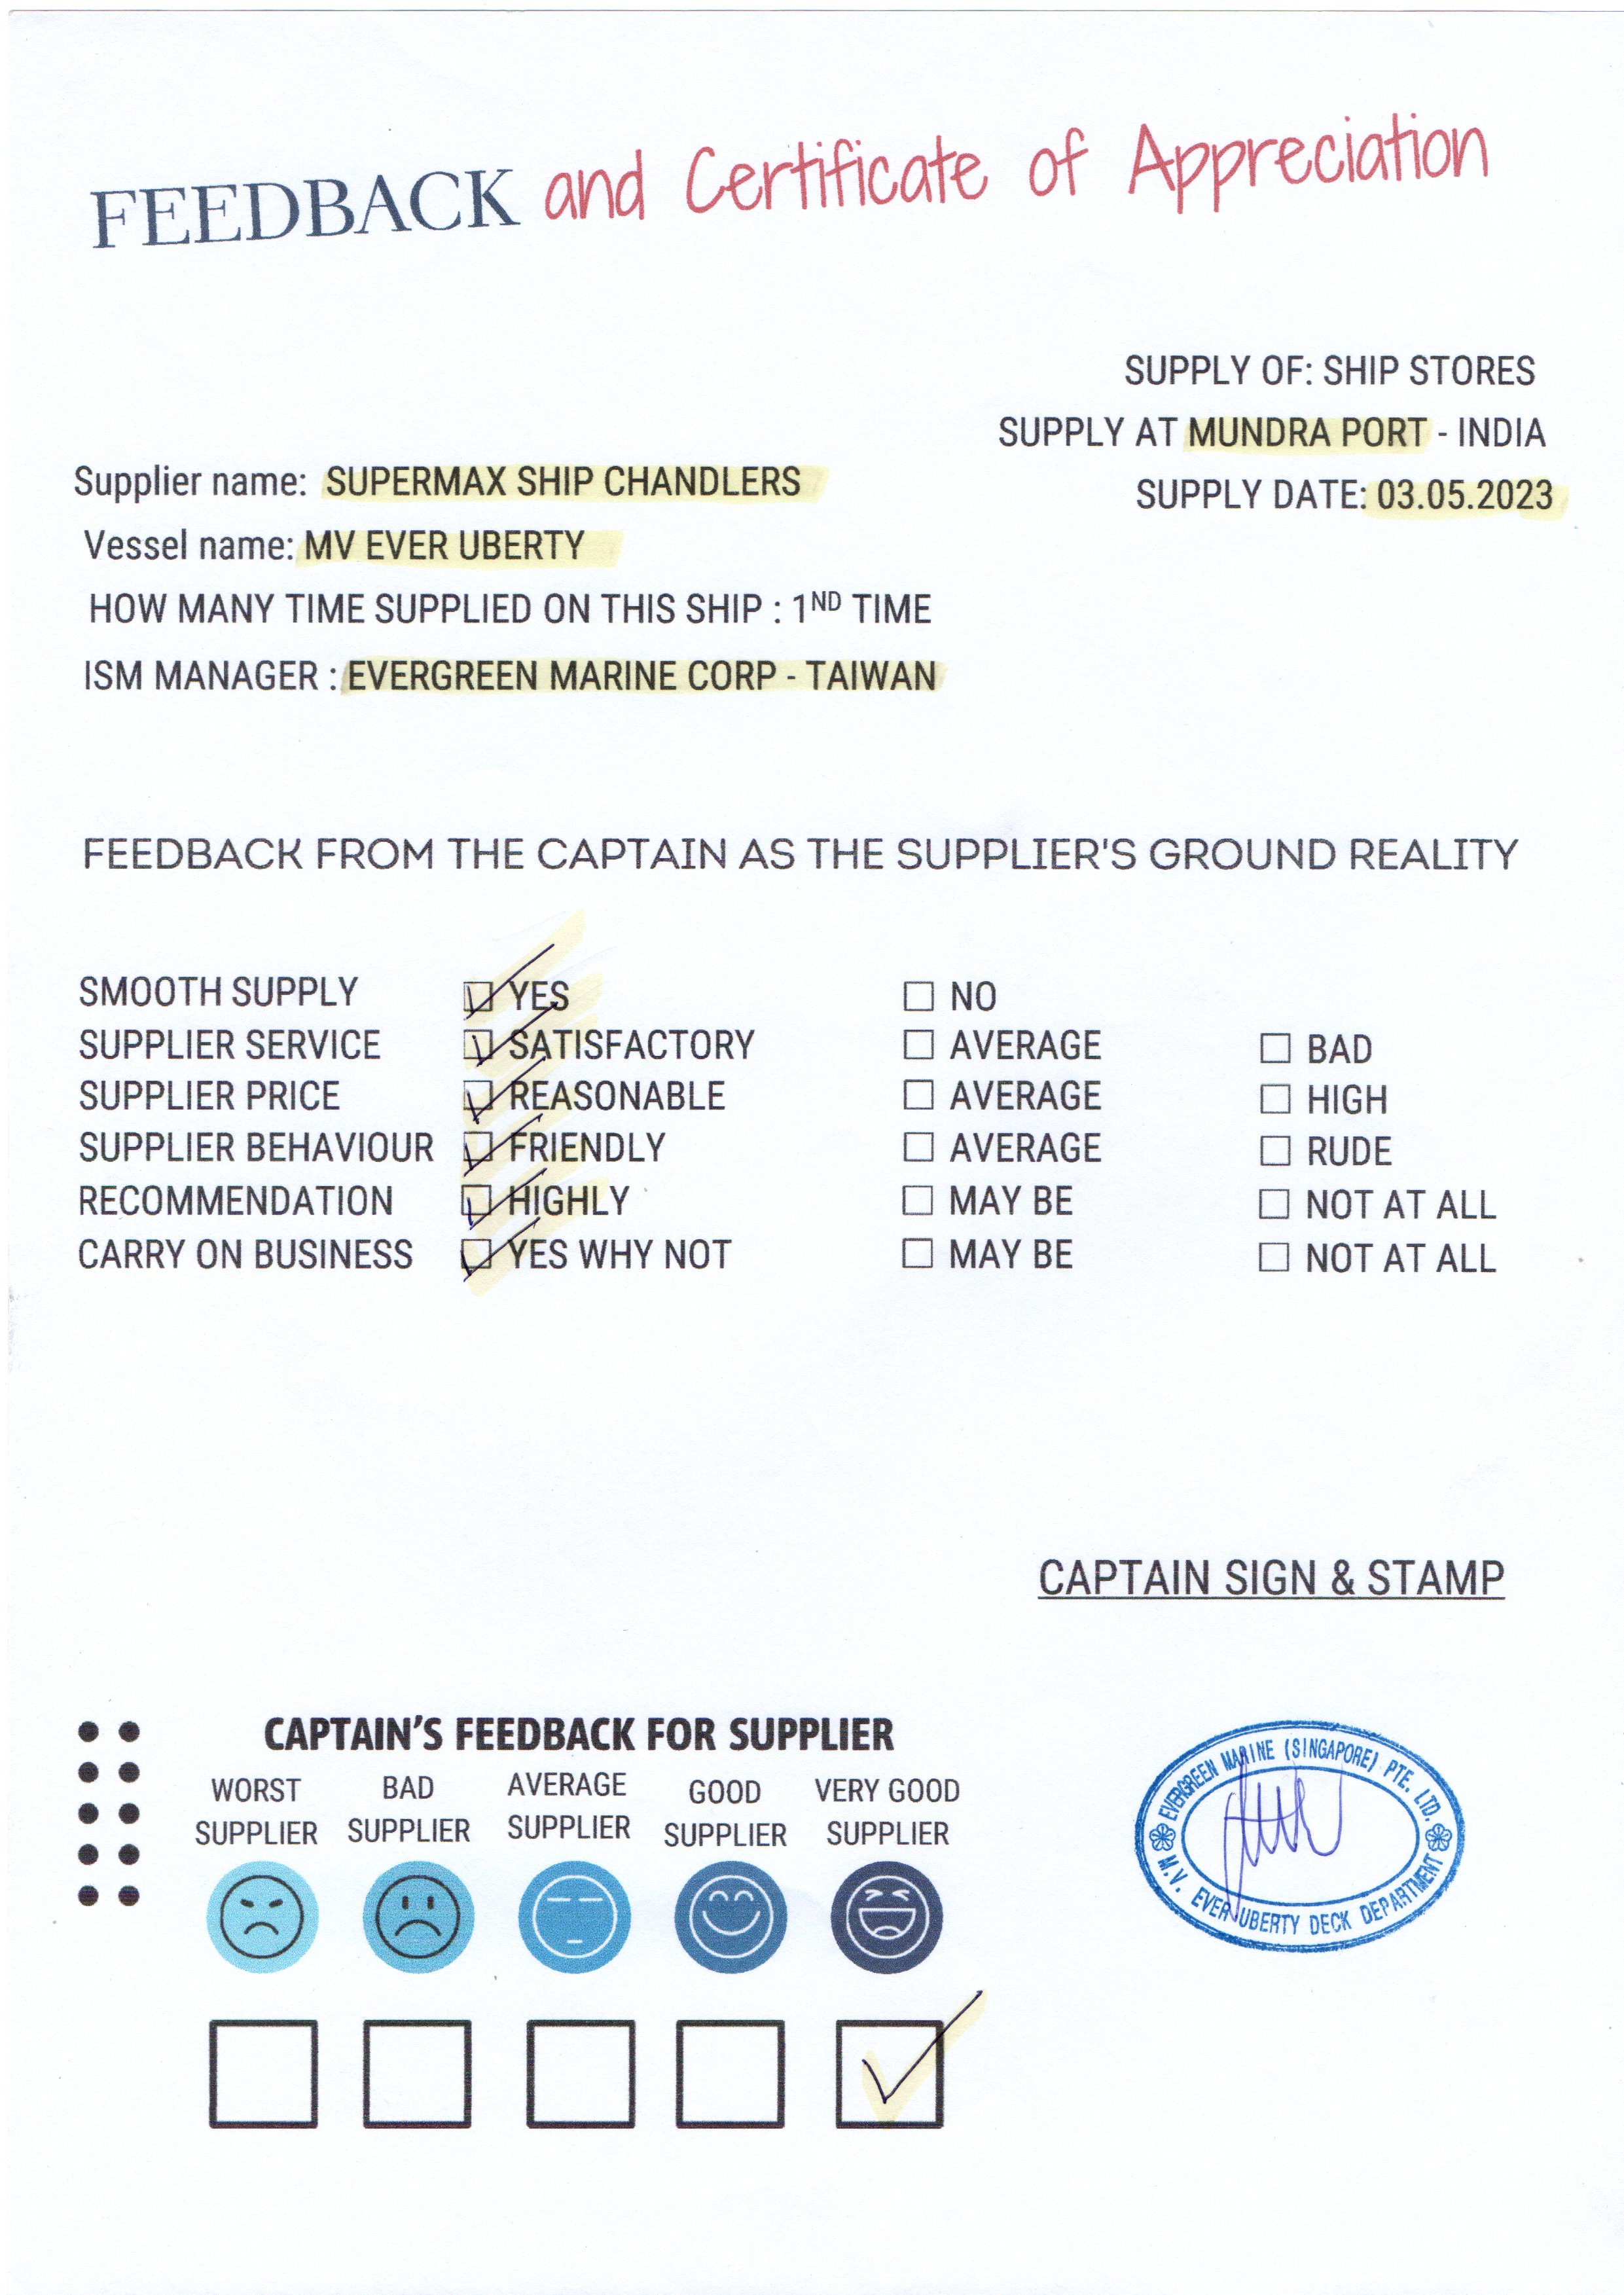 FEEDBACK and Certificate of Appreciation
SUPPLY OF: SHIP STORES
SUPPLY AT MUNDRA PORT - INDIA
SUPPLY DATE: 03.05.2023
Supplier name: SUPERMAX SHIP CHANDLERS
Vessel name: MV EVER UBERTY
HOW MANY TIME SUPPLIED ON THIS SHIP : 1ND TIME
ISM MANAGER : EVERGREEN MARINE CORP - TAIWAN
FEEDBACK FROM THE CAPTAIN AS THE SUPPLIER'S GROUND REALITY
SMOOTH SUPPLY YES NO
SUPPLIER SERVICE SATISFACTORY AVERAGE BAD
SUPPLIER PRICE REASONABLE AVERAGE HIGH
SUPPLIER BEHAVIOUR FRIENDLY AVERAGE RUDE
RECOMMENDATION HIGHLY MAY BE NOT AT ALL
CARRY ON BUSINESS YES WHY NOT MAY BE NOT AT ALL
CAPTAIN SIGN & STAMP
CAPTAIN'S FEEDBACK FOR SUPPLIER
WORST BAD AVERAGE GOOD VERY GOOD
SUPPLIER SUPPLIER SUPPLIER SUPPLIER SUPPLIER
EVERGREEN MARINE (SINGAPORE) PTE. LTD.
M.V. EVER UBERTY DECK DEPARTMENT